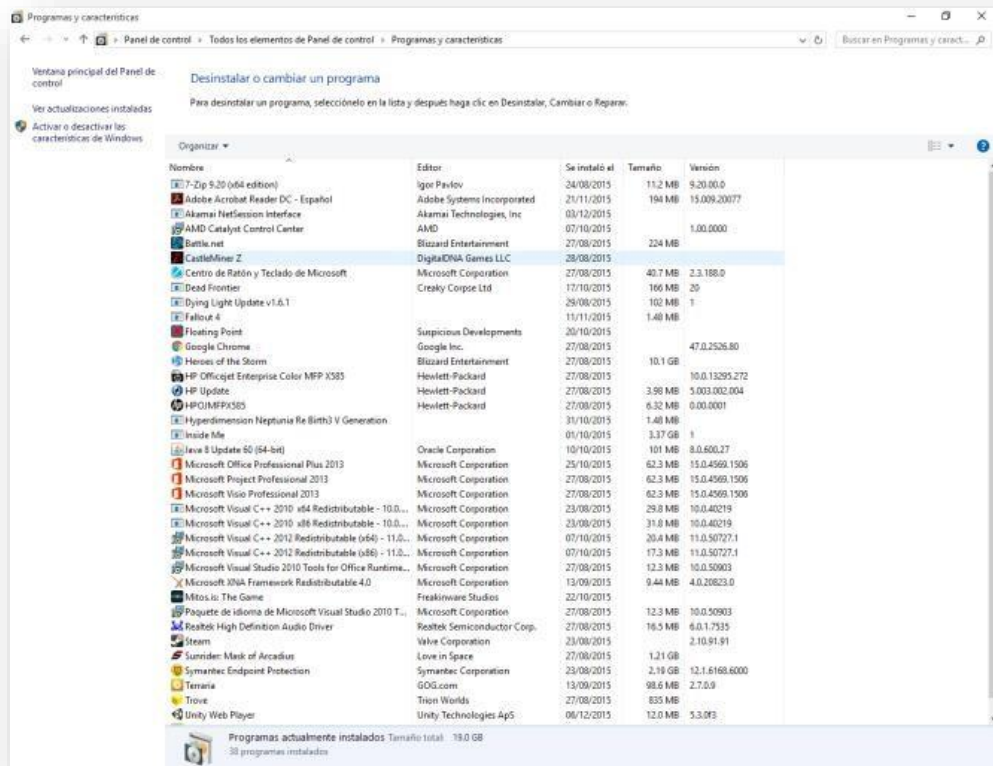 Programas y características
Panel de control > Todos los elementos de Panel de control > Programas y características
Buscar en Programas y caract...
Ventana principal del Panel de control
Ver actualizaciones instaladas
Activar o desactivar las características de Windows
Desinstalar o cambiar un programa
Para desinstalar un programa, selecciónelo en la lista y después haga clic en Desinstalar, Cambiar o Reparar.
Organizar
Nombre Editor Se instaló el Tamaño Versión
7-Zip 9.20 (x64 edition) Igor Pavlov 24/08/2015 11.2 MB 9.20.00.0
Adobe Acrobat Reader DC - Español Adobe Systems Incorporated 21/11/2015 194 MB 15.009.20077
Akamai NetSession Interface Akamai Technologies, Inc 03/12/2015
AMD Catalyst Control Center AMD 07/10/2015 1.00.0000
Battle.net Blizzard Entertainment 27/08/2015 224 MB
CastleMiner Z DigitalDNA Games LLC 28/08/2015
Centro de Ratón y Teclado de Microsoft Microsoft Corporation 27/08/2015 40.7 MB 2.3.188.0
Dead Frontier Creaky Corpse Ltd 17/10/2015 166 MB 20
Dying Light Update v1.6.1 29/08/2015 102 MB 1
Fallout 4 11/11/2015 1.48 MB
Floating Point Suspicious Developments 20/10/2015
Google Chrome Google Inc. 27/08/2015 47.0.2526.80
Heroes of the Storm Blizzard Entertainment 27/08/2015 10.1 GB
HP Officejet Enterprise Color MFP X585 Hewlett-Packard 27/08/2015 10.0.13295.272
HP Update Hewlett-Packard 27/08/2015 3.98 MB 5.003.002.004
HPOJMFPX585 Hewlett-Packard 27/08/2015 6.32 MB 0.00.0001
Hyperdimension Neptunia Re Birth3 V Generation 31/10/2015 1.48 MB
Inside Me 01/10/2015 3.37 GB 1
Java 8 Update 60 (64-bit) Oracle Corporation 10/10/2015 101 MB 8.0.600.27
Microsoft Office Professional Plus 2013 Microsoft Corporation 25/10/2015 62.3 MB 15.0.4569.1506
Microsoft Project Professional 2013 Microsoft Corporation 27/08/2015 62.3 MB 15.0.4569.1506
Microsoft Visio Professional 2013 Microsoft Corporation 27/08/2015 62.3 MB 15.0.4569.1506
Microsoft Visual C++ 2010 x64 Redistributable - 10.0.... Microsoft Corporation 23/08/2015 29.8 MB 10.0.40219
Microsoft Visual C++ 2010 x86 Redistributable - 10.0.... Microsoft Corporation 23/08/2015 31.8 MB 10.0.40219
Microsoft Visual C++ 2012 Redistributable (x64) - 11.0... Microsoft Corporation 07/10/2015 20.4 MB 11.0.50727.1
Microsoft Visual C++ 2012 Redistributable (x86) - 11.0... Microsoft Corporation 07/10/2015 17.3 MB 11.0.50727.1
Microsoft Visual Studio 2010 Tools for Office Runtime... Microsoft Corporation 27/08/2015 12.3 MB 10.0.50903
Microsoft XNA Framework Redistributable 4.0 Microsoft Corporation 13/09/2015 9.44 MB 4.0.20823.0
Mitos.is: The Game Freakinware Studios 22/10/2015
Paquete de idioma de Microsoft Visual Studio 2010 T... Microsoft Corporation 27/08/2015 12.3 MB 10.0.50903
Realtek High Definition Audio Driver Realtek Semiconductor Corp. 27/08/2015 16.5 MB 6.0.1.7535
Steam Valve Corporation 23/08/2015 2.10.91.91
Sunrider: Mask of Arcadius Love in Space 27/08/2015 1.21 GB
Symantec Endpoint Protection Symantec Corporation 23/08/2015 2.19 GB 12.1.6168.6000
Terraria GOG.com 13/09/2015 98.6 MB 2.7.0.9
Trove Trion Worlds 27/08/2015 835 MB
Unity Web Player Unity Technologies ApS 06/12/2015 12.0 MB 5.3.0f3
Programas actualmente instalados Tamaño total: 19.0 GB
38 programas instalados